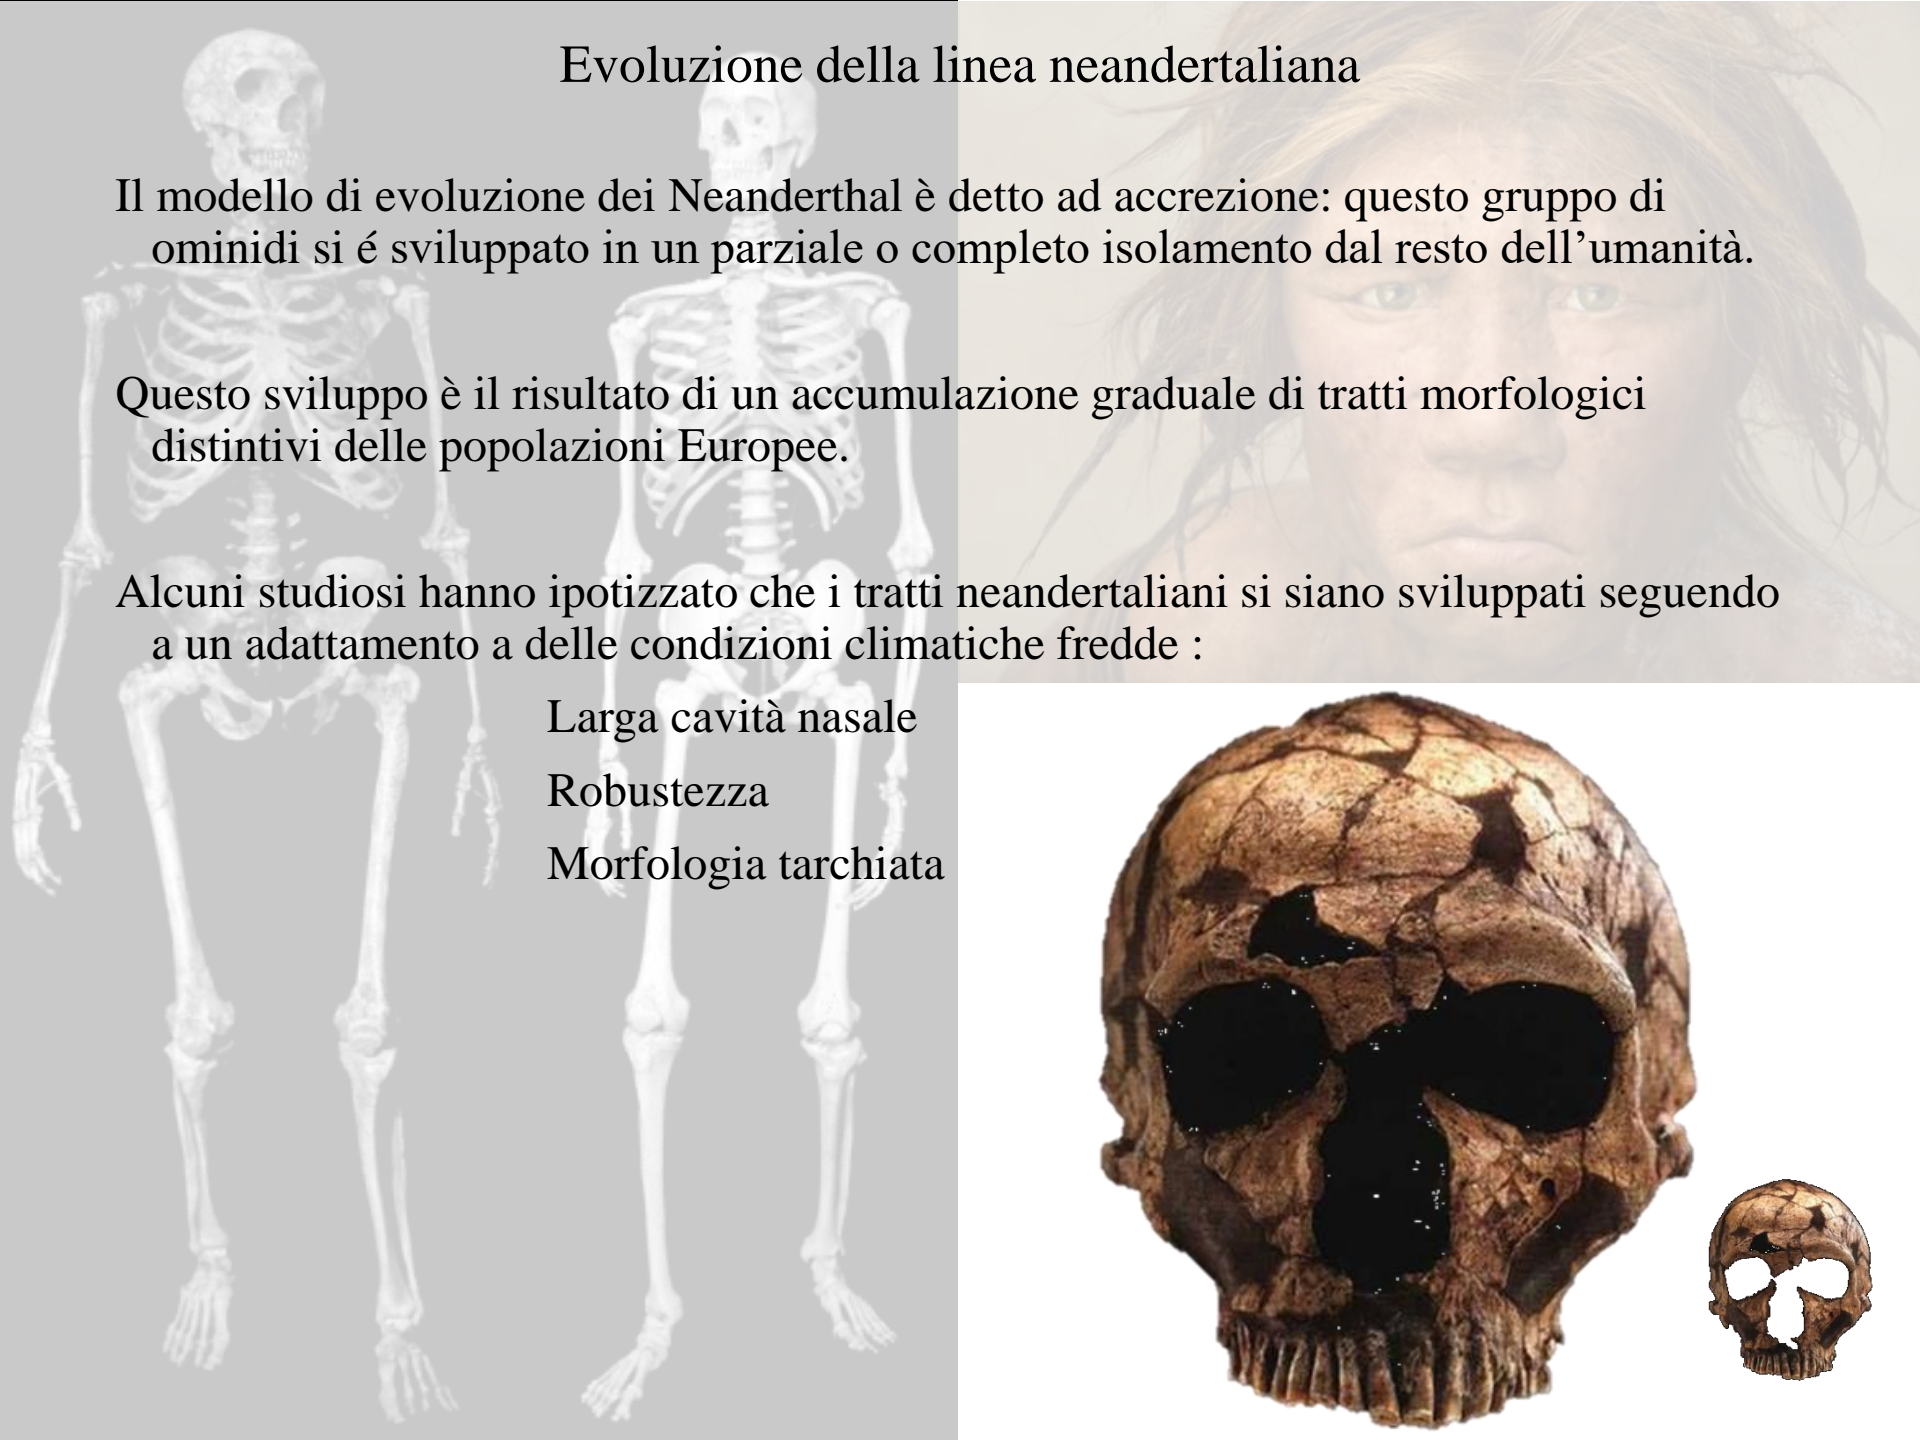 Evoluzione della linea neandertaliana
Il modello di evoluzione dei Neanderthal è detto ad accrezione: questo gruppo di
ominidi si é sviluppato in un parziale o completo isolamento dal resto dell’umanità.
Questo sviluppo è il risultato di un accumulazione graduale di tratti morfologici
distintivi delle popolazioni Europee.
Alcuni studiosi hanno ipotizzato che i tratti neandertaliani si siano sviluppati seguendo
a un adattamento a delle condizioni climatiche fredde :
Larga cavità nasale
Robustezza
Morfologia tarchiata